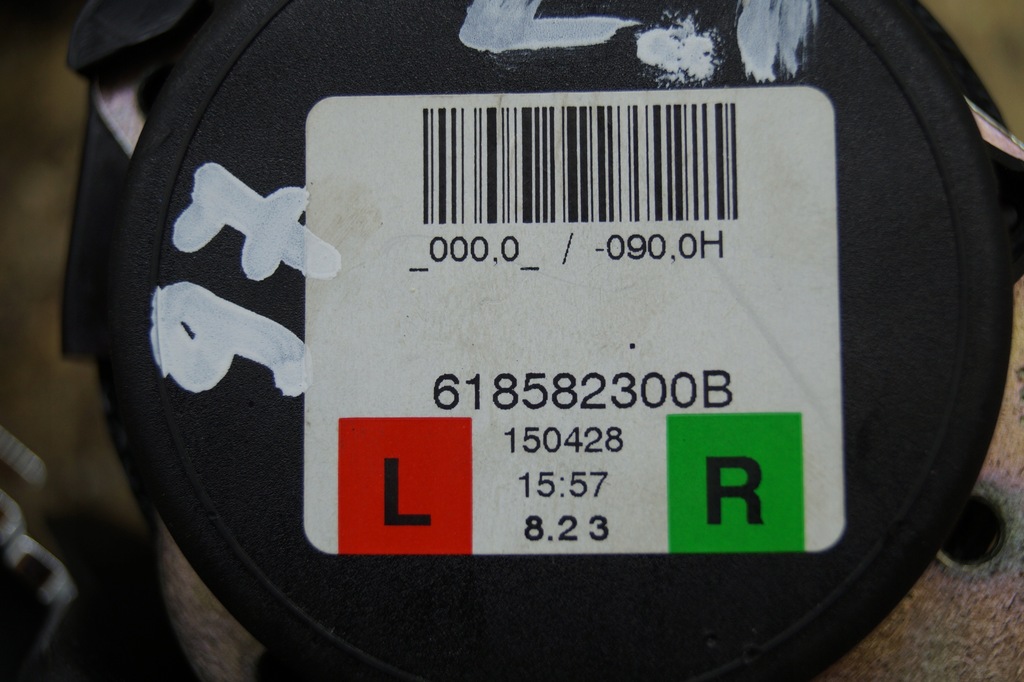 _000,0_ / -090,0H
618582300B
150428
15:57
8.2 3
L
R